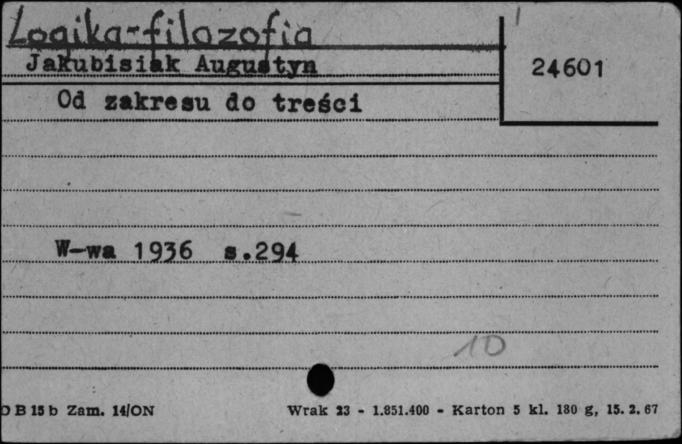 Logika-filozofia
Jakubisiak Augustyn
24601
Od zakresu do treści
W-wa 1936 s.294
10
D B 15 b Zam. 14/ON
Wrak 23 - 1.851.400 - Karton 5 kl. 180 g, 15. 2. 67